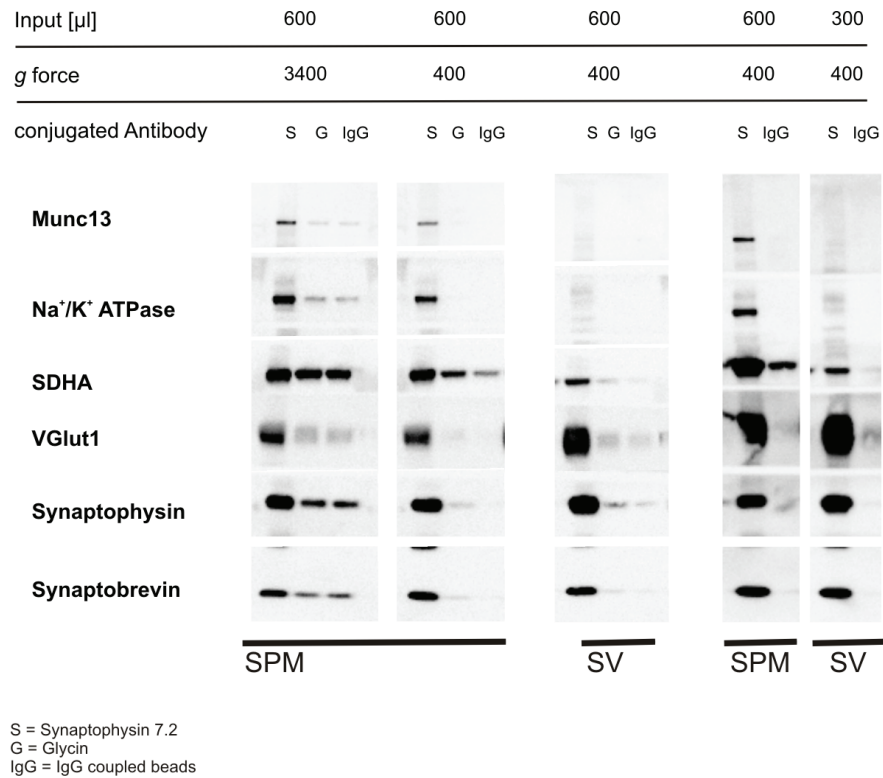 Input [µl] 600 600 600 600 300
g force 3400 400 400 400 400
conjugated Antibody S G IgG S G IgG S G IgG S IgG S IgG
Munc13
Na⁺/K⁺ ATPase
SDHA
VGlut1
Synaptophysin
Synaptobrevin
SPM SV SPM SV
S = Synaptophysin 7.2
G = Glycin
IgG = IgG coupled beads